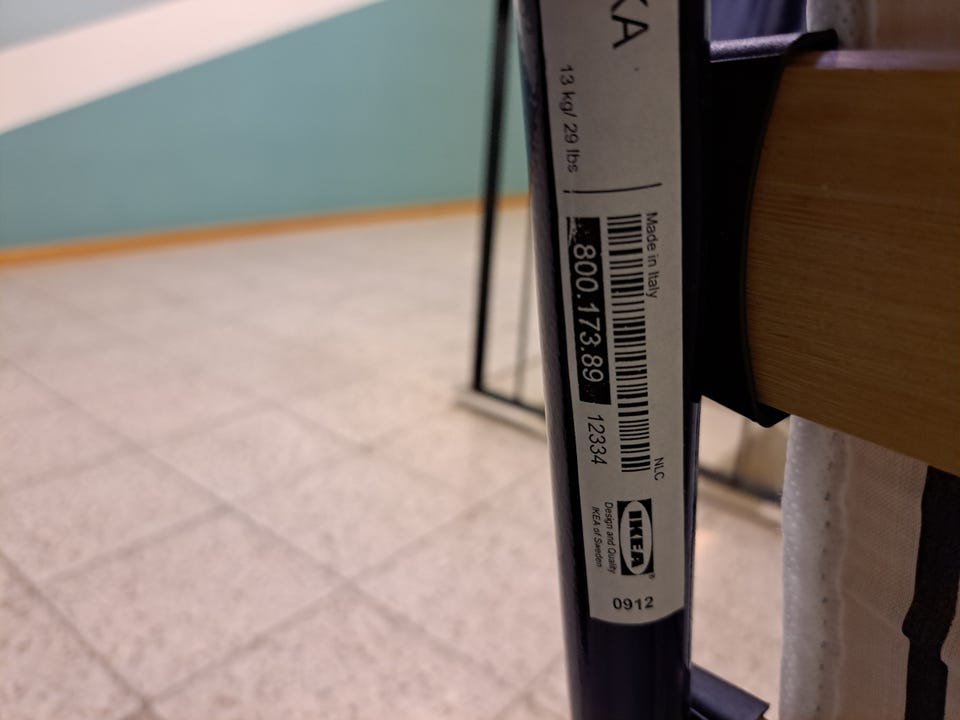 KA
13 kg/ 29 lbs
Made in Italy
800.173.89
12334
NLC
IKEA®
Design and Quality
IKEA of Sweden
0912